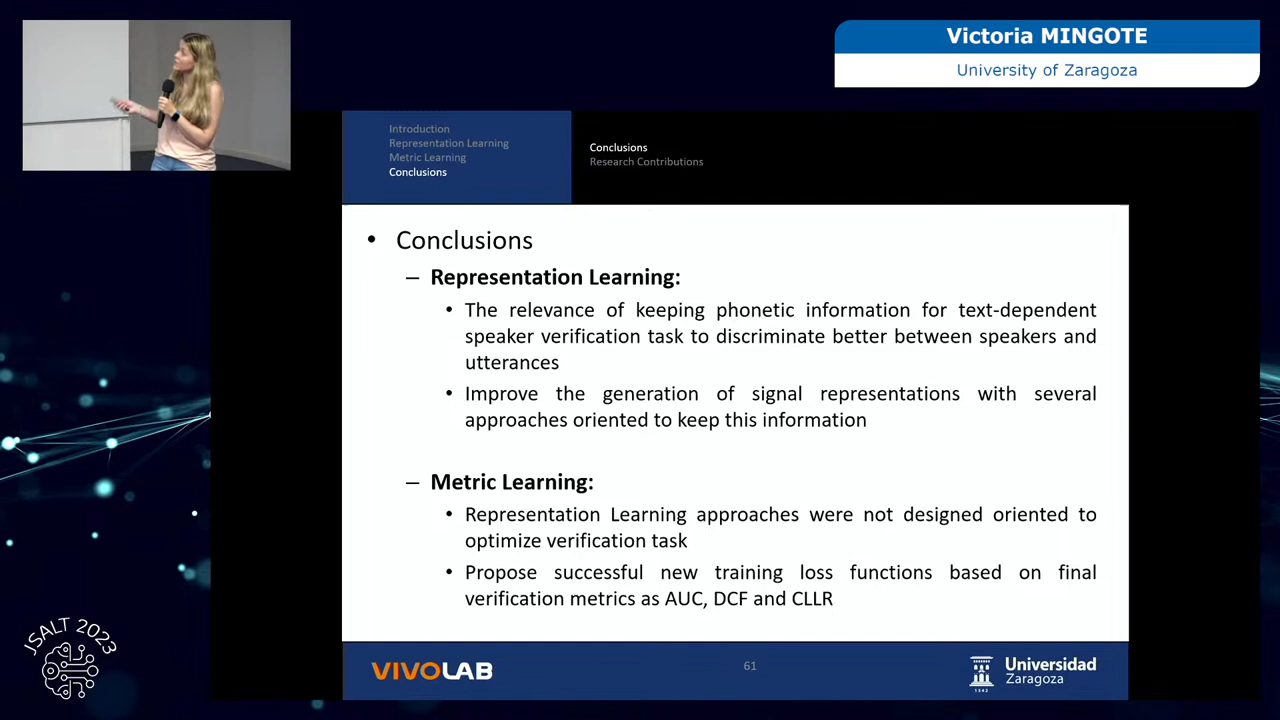 Victoria MINGOTE
University of Zaragoza
Introduction
Representation Learning
Metric Learning
Conclusions
Conclusions
Research Contributions
• Conclusions
– Representation Learning:
• The relevance of keeping phonetic information for text-dependent
speaker verification task to discriminate better between speakers and
utterances
• Improve the generation of signal representations with several
approaches oriented to keep this information
– Metric Learning:
• Representation Learning approaches were not designed oriented to
optimize verification task
• Propose successful new training loss functions based on final
verification metrics as AUC, DCF and CLLR
JSALT 2023
VIVOLAB
61
1542
Universidad
Zaragoza